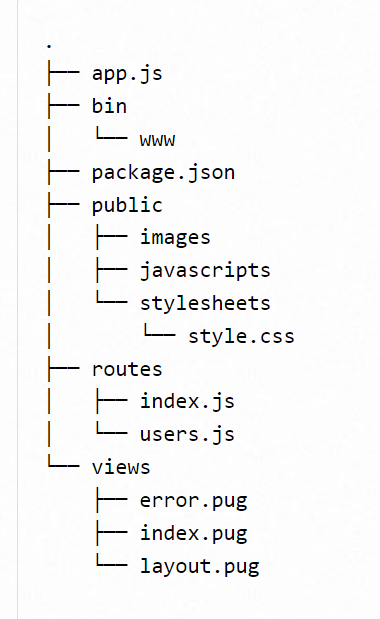 .
├── app.js
├── bin
│   └── www
├── package.json
├── public
│   ├── images
│   ├── javascripts
│   └── stylesheets
│       └── style.css
├── routes
│   ├── index.js
│   └── users.js
└── views
    ├── error.pug
    ├── index.pug
    └── layout.pug